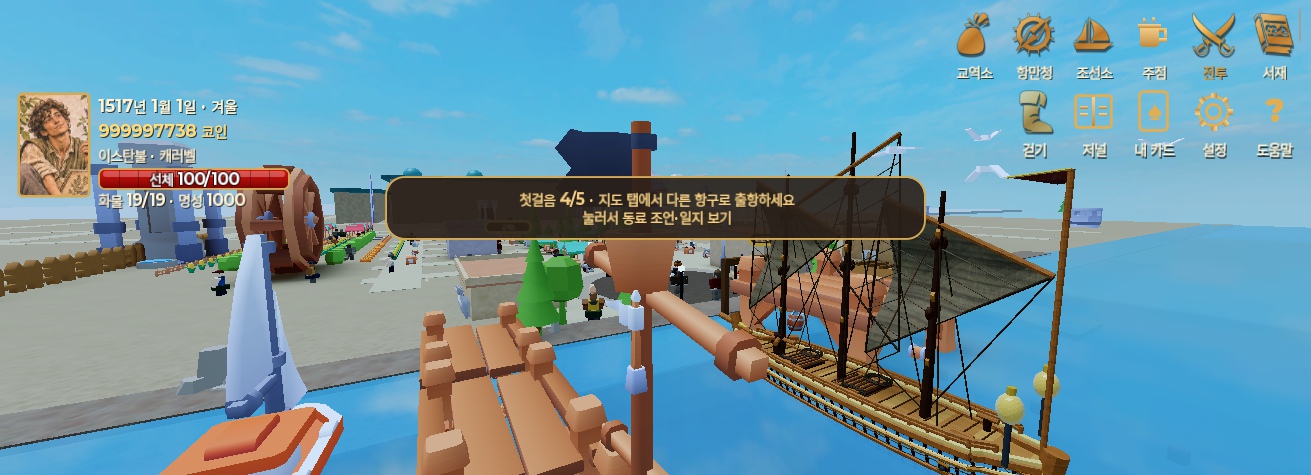 교역소 항만청 조선소 주점 전투 서재
걷기 저널 내 카드 설정 도움말
1517년 1월 1일 · 겨울
999997738 코인
이스탄불 · 캐러벨
선체 100/100
화물 19/19 · 명성 1000
첫걸음 4/5 · 지도 탭에서 다른 항구로 출항하세요
눌러서 동료 조언·일지 보기